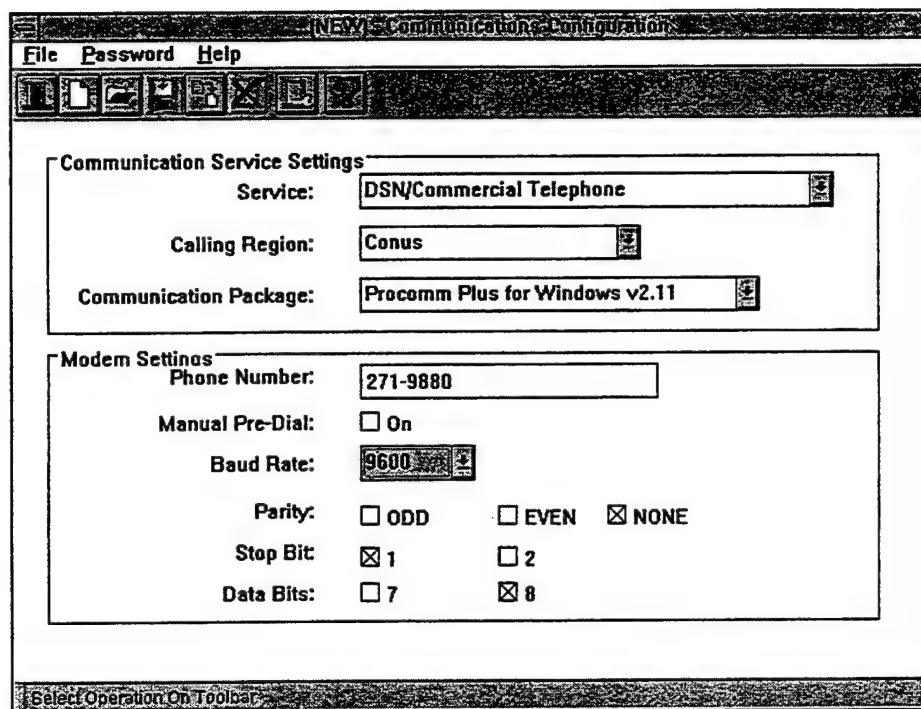 [NEW] - Communications Configuration
File Password Help
Communication Service Settings
Service: DSN/Commercial Telephone
Calling Region: Conus
Communication Package: Procomm Plus for Windows v2.11
Modem Settings
Phone Number: 271-9880
Manual Pre-Dial: On
Baud Rate: 9600
Parity: ODD EVEN NONE
Stop Bit: 1 2
Data Bits: 7 8
Select Operation On Toolbar